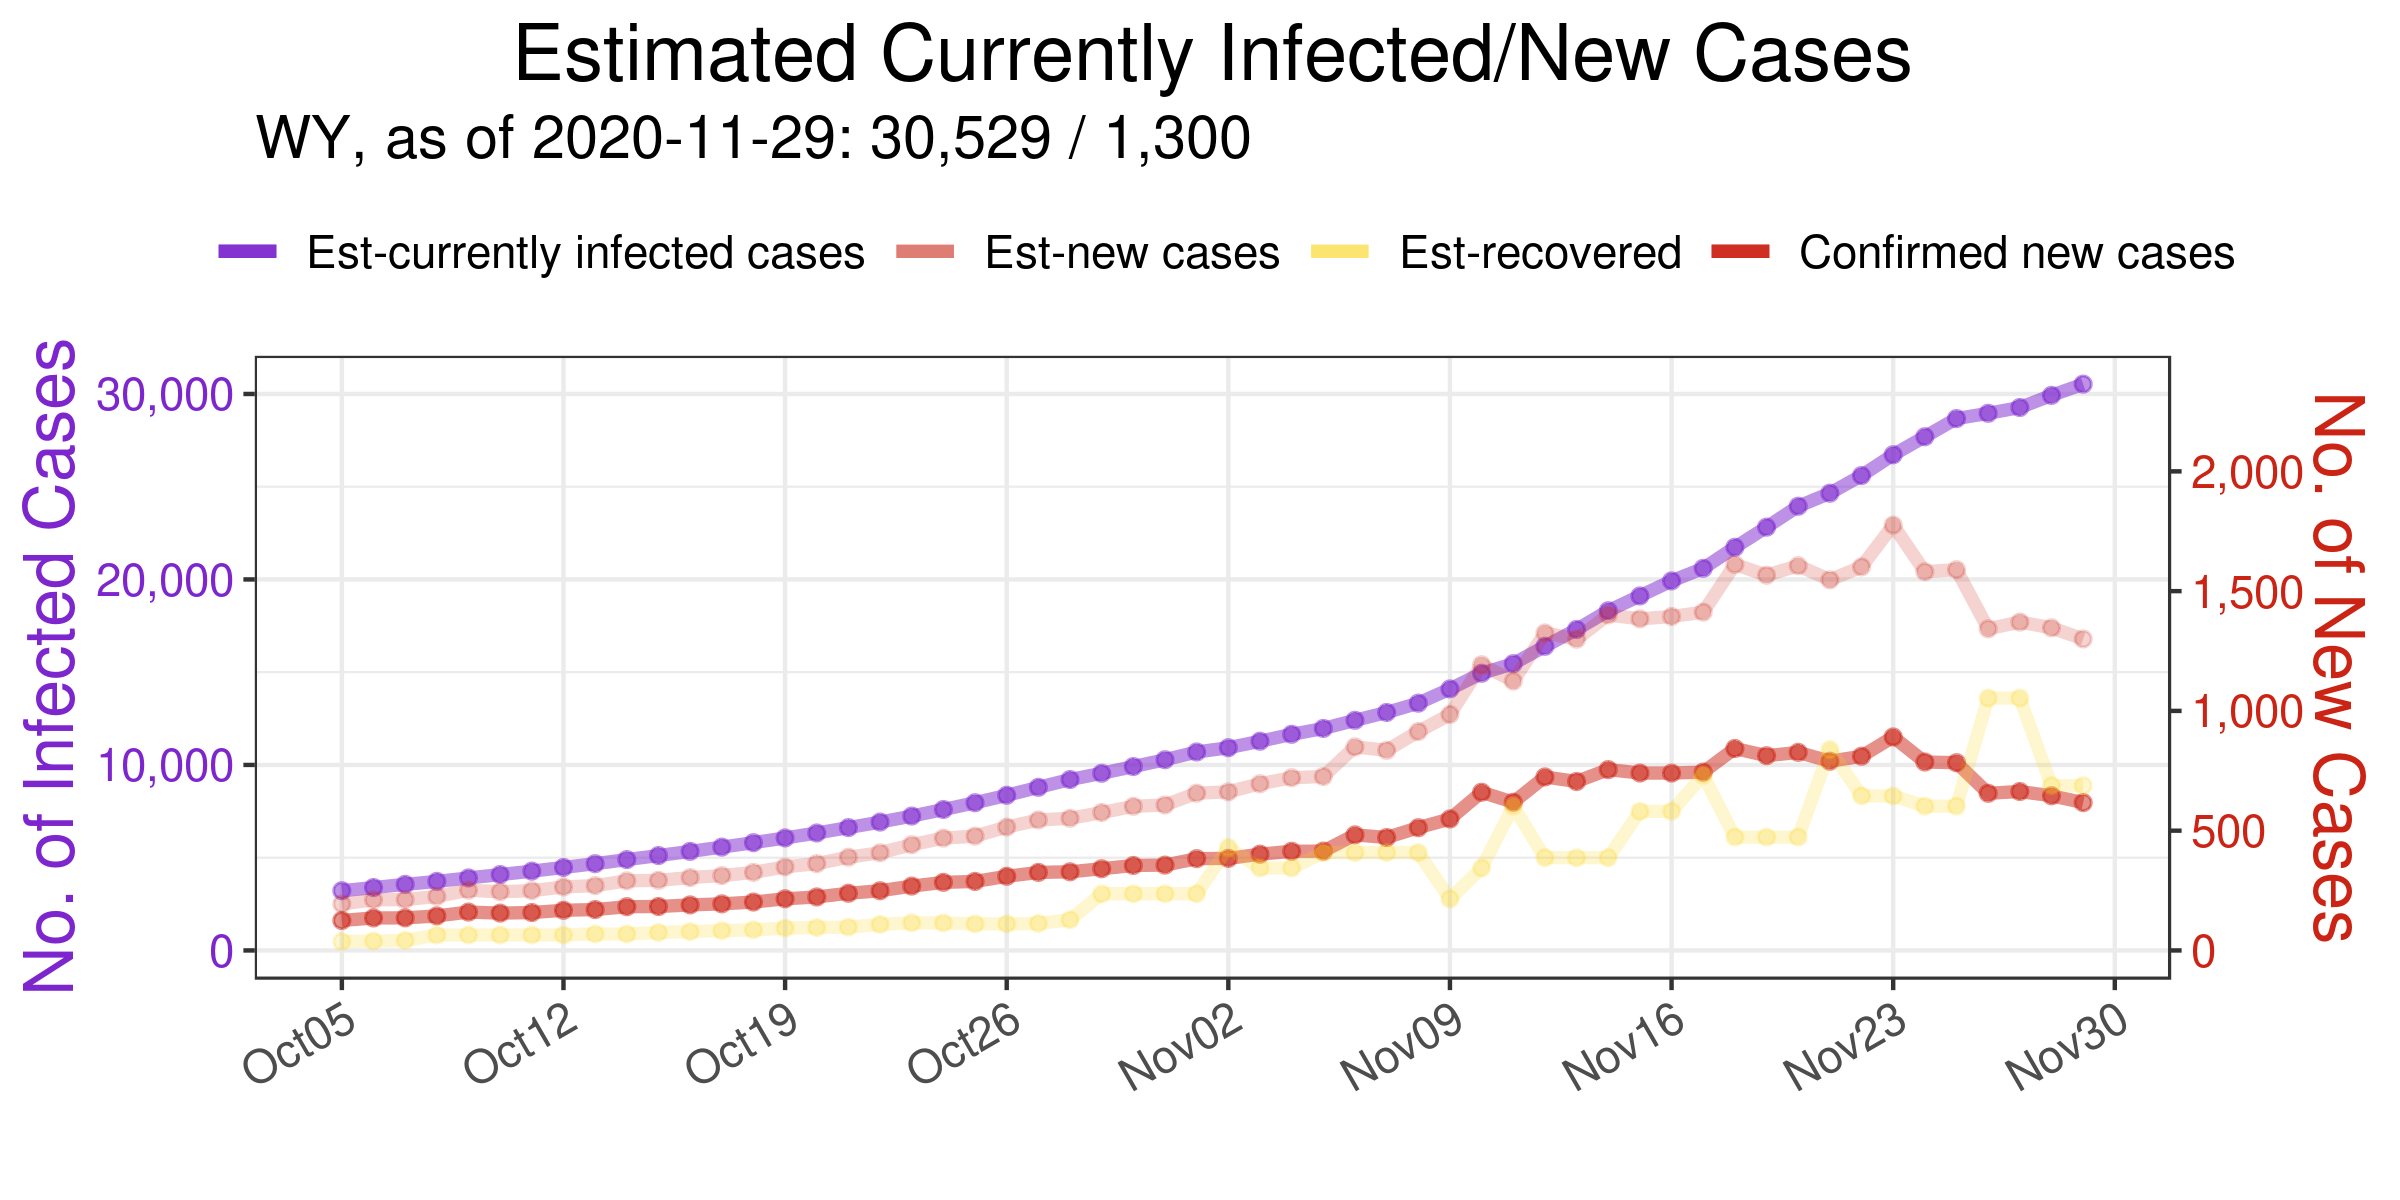 Estimated Currently Infected/New Cases
WY, as of 2020-11-29: 30,529 / 1,300
Est-currently infected cases Est-new cases Est-recovered Confirmed new cases
No. of Infected Cases
30,000
20,000
10,000
0
No. of New Cases
2,000
1,500
1,000
500
0
Oct05 Oct12 Oct19 Oct26 Nov02 Nov09 Nov16 Nov23 Nov30